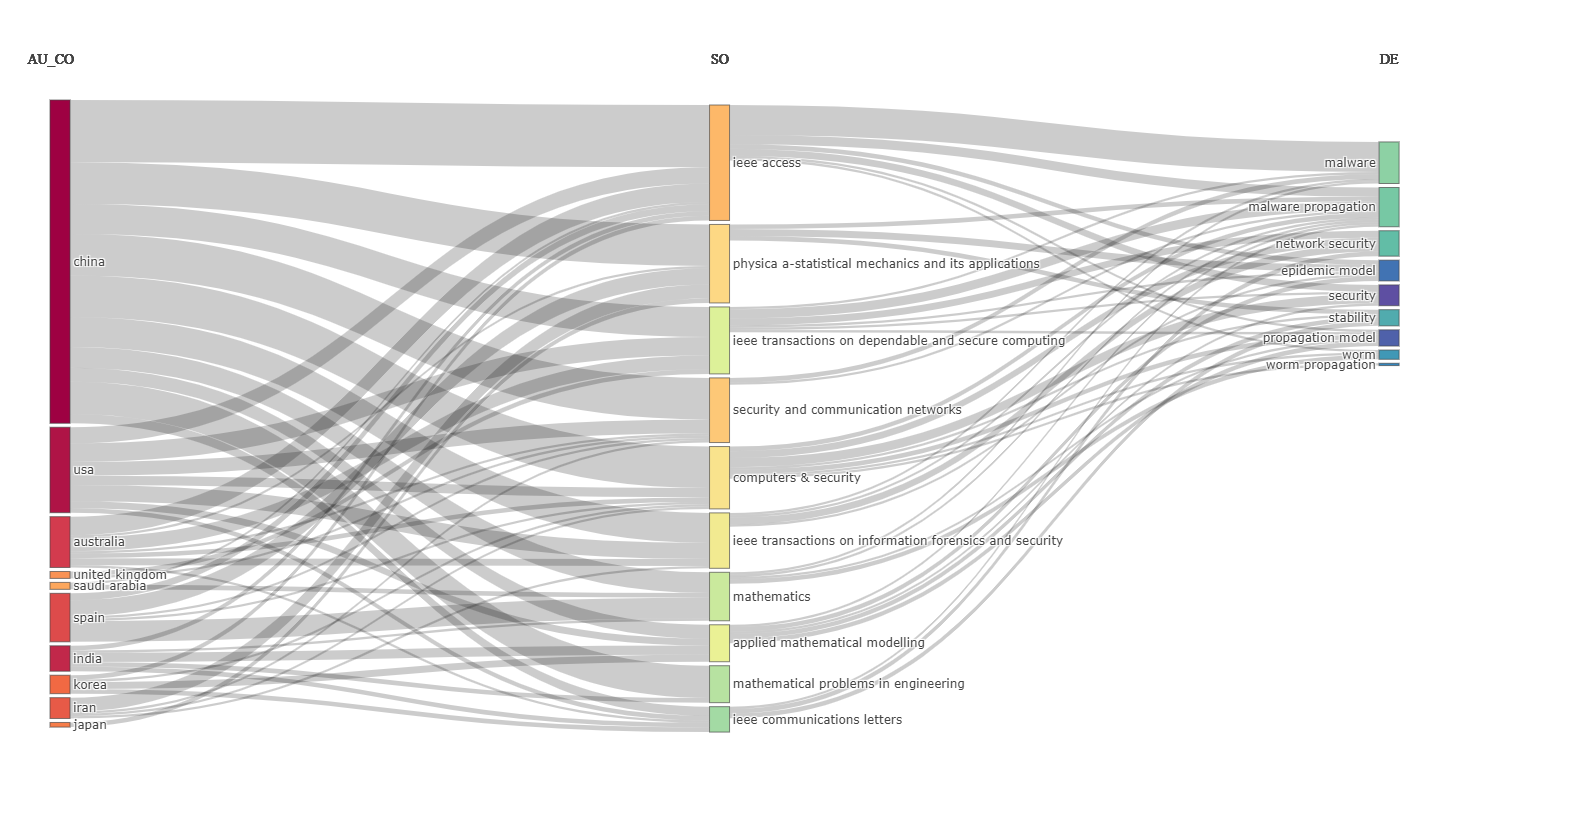 AU_CO
SO
DE
china
usa
australia
united kingdom
saudi arabia
spain
india
korea
iran
japan
ieee access
physica a-statistical mechanics and its applications
ieee transactions on dependable and secure computing
security and communication networks
computers & security
ieee transactions on information forensics and security
mathematics
applied mathematical modelling
mathematical problems in engineering
ieee communications letters
malware
malware propagation
network security
epidemic model
security
stability
propagation model
worm
worm propagation